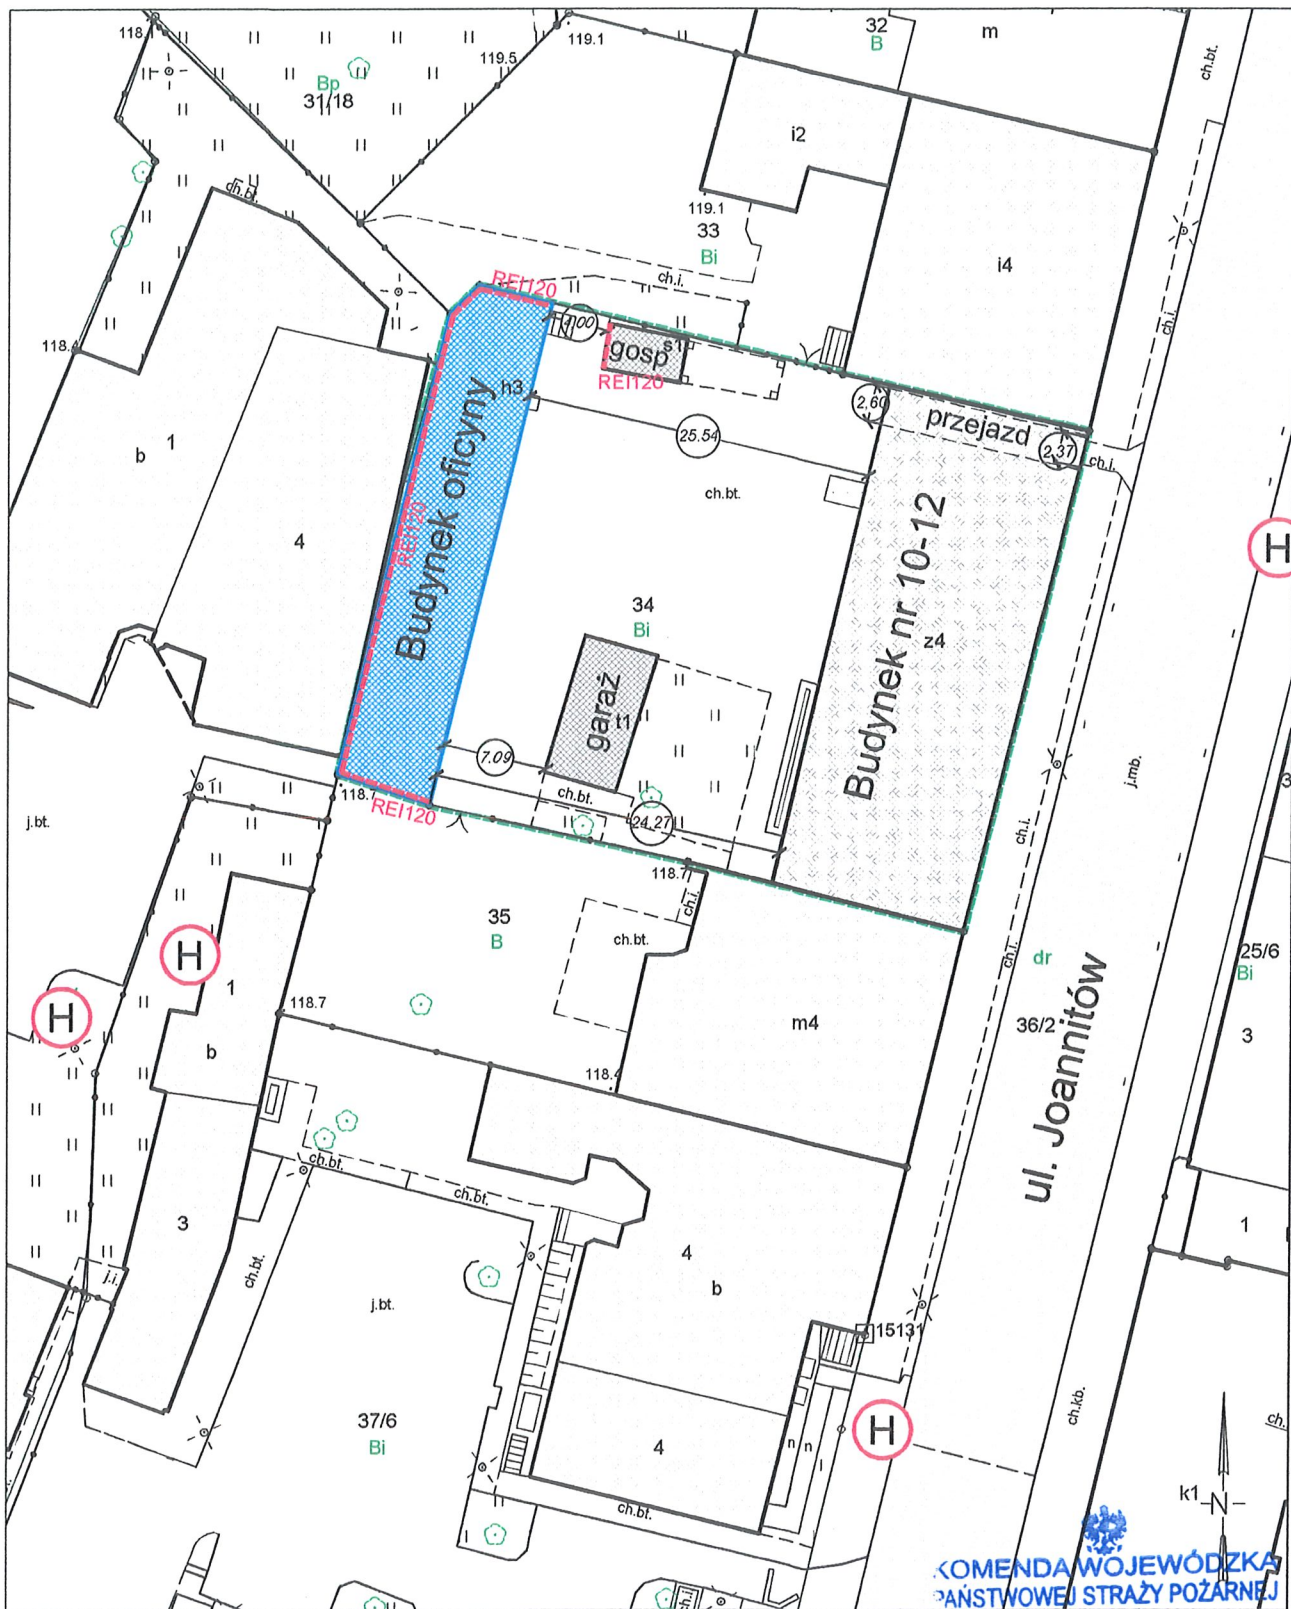 118.
119.1
32
B
m
ch.bt.
119.5
Bp
31/18
i2
ch.bt.
119.1
33
Bi
i4
ch.i.
REI120
ch.i.
4.00
118.4
gosp
s1
REI120
h3
2,60
przejazd
2,37
ch.i.
25.54
1
b
ch.bt.
Budynek oficyny
REI120
4
H
34
Bi
Budynek nr 10-12
z4
garaż
t1
7.09
j.mb.
118.7
REI120
ch.bt.
24.27
ch.i.
3
j.bt.
118.7
ch.i.
35
B
ch.bt.
dr
ch.i.
25/6
Bi
H
1
H
118.7
m4
36/2
3
b
118.4
ul. Joannitów
ch.bt.
ch.bt.
3
1
4
b
j.i.
ch.bt.
j.bt.
15131
ch.kb.
37/6
Bi
4
H
n
n
ch.
k1
N
ch.bt.
KOMENDA WOJEWÓDZKA
PAŃSTWOWEJ STRAŻY POŻARNEJ
ch.i.